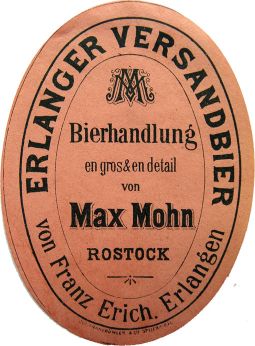 ERLANGER VERSANDBIER
MM
Bierhandlung
en gros & en detail
von
Max Mohn
ROSTOCK
von Franz Erich. Erlangen